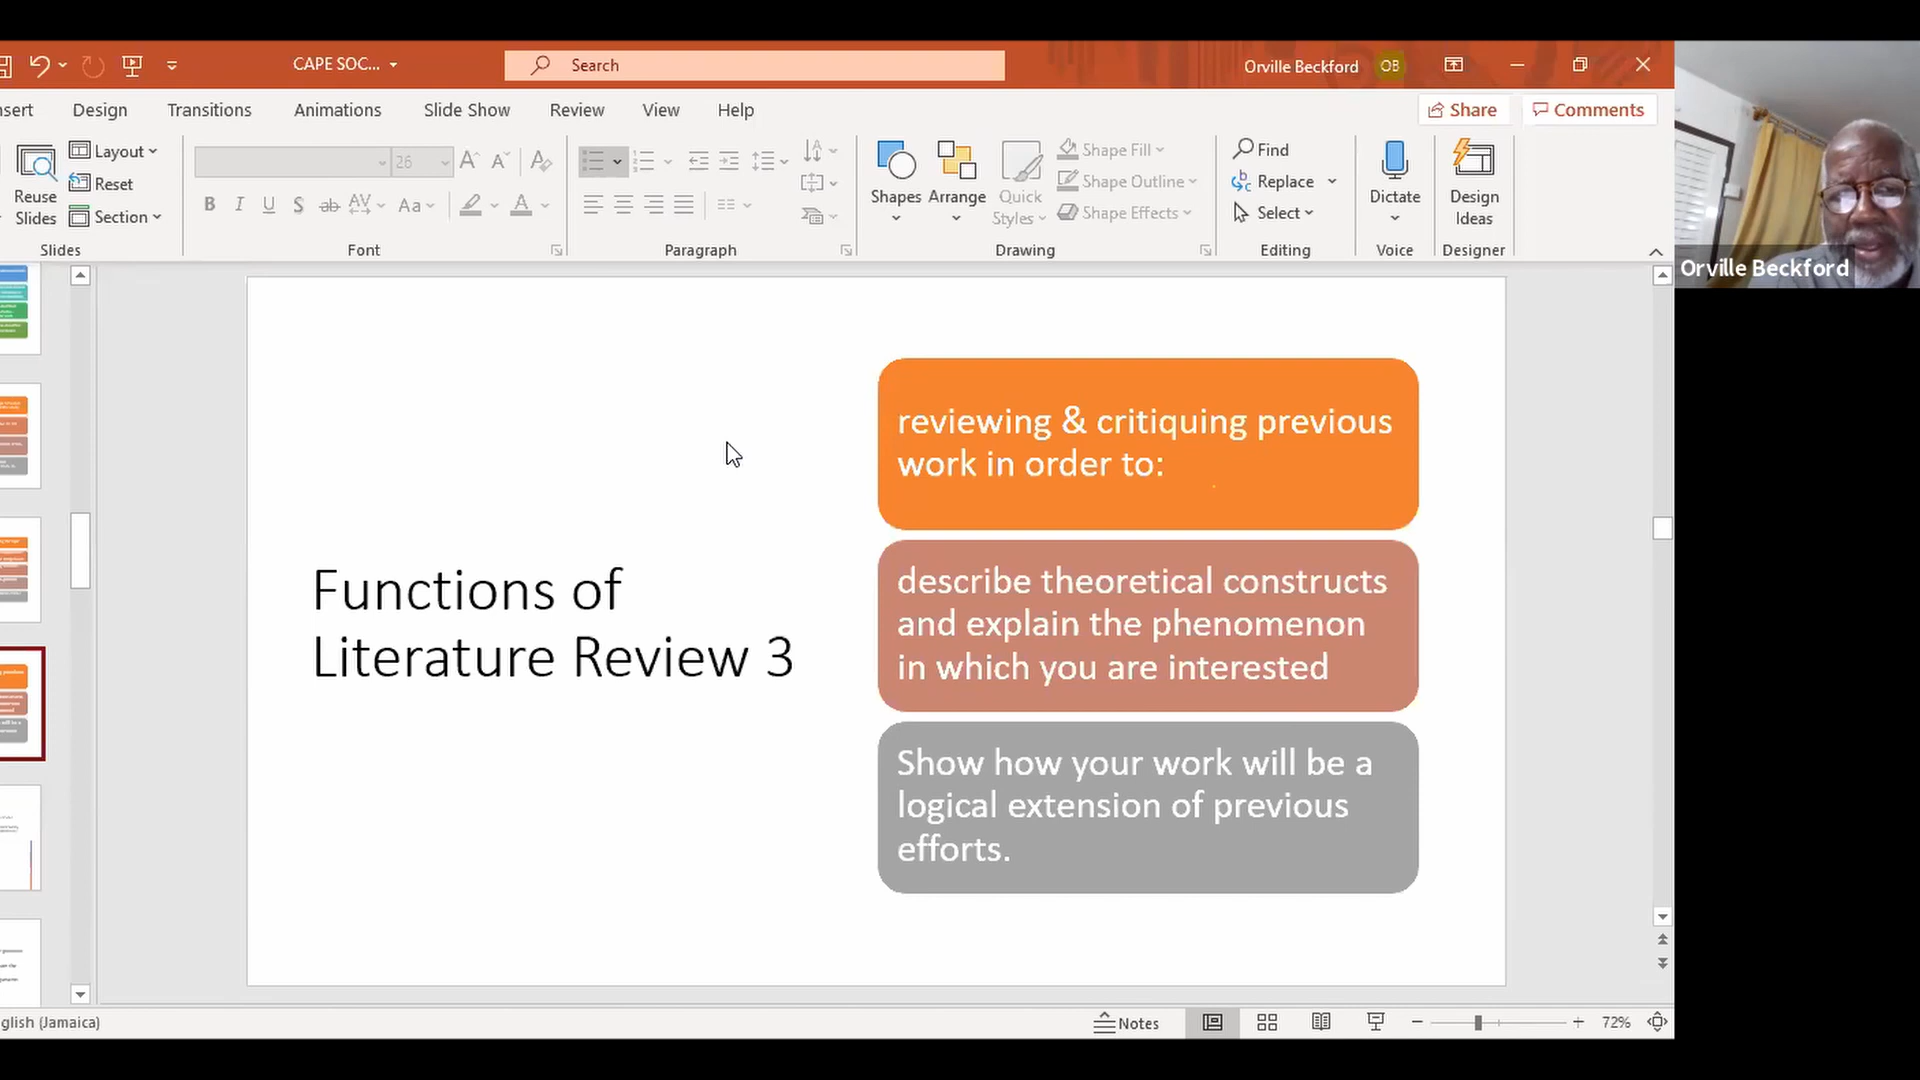 CAPE SOC...
Search
Orville Beckford
OB
nsert
Design
Transitions
Animations
Slide Show
Review
View
Help
Share
Comments
Reuse
Slides
Layout
Reset
Section
Slides
26
Font
Paragraph
Shapes
Arrange
Quick
Styles
Shape Fill
Shape Outline
Shape Effects
Drawing
Find
Replace
Select
Editing
Dictate
Voice
Design
Ideas
Designer
Orville Beckford
Functions of
Literature Review 3
reviewing & critiquing previous
work in order to:
describe theoretical constructs
and explain the phenomenon
in which you are interested
Show how your work will be a
logical extension of previous
efforts.
glish (Jamaica)
Notes
72%